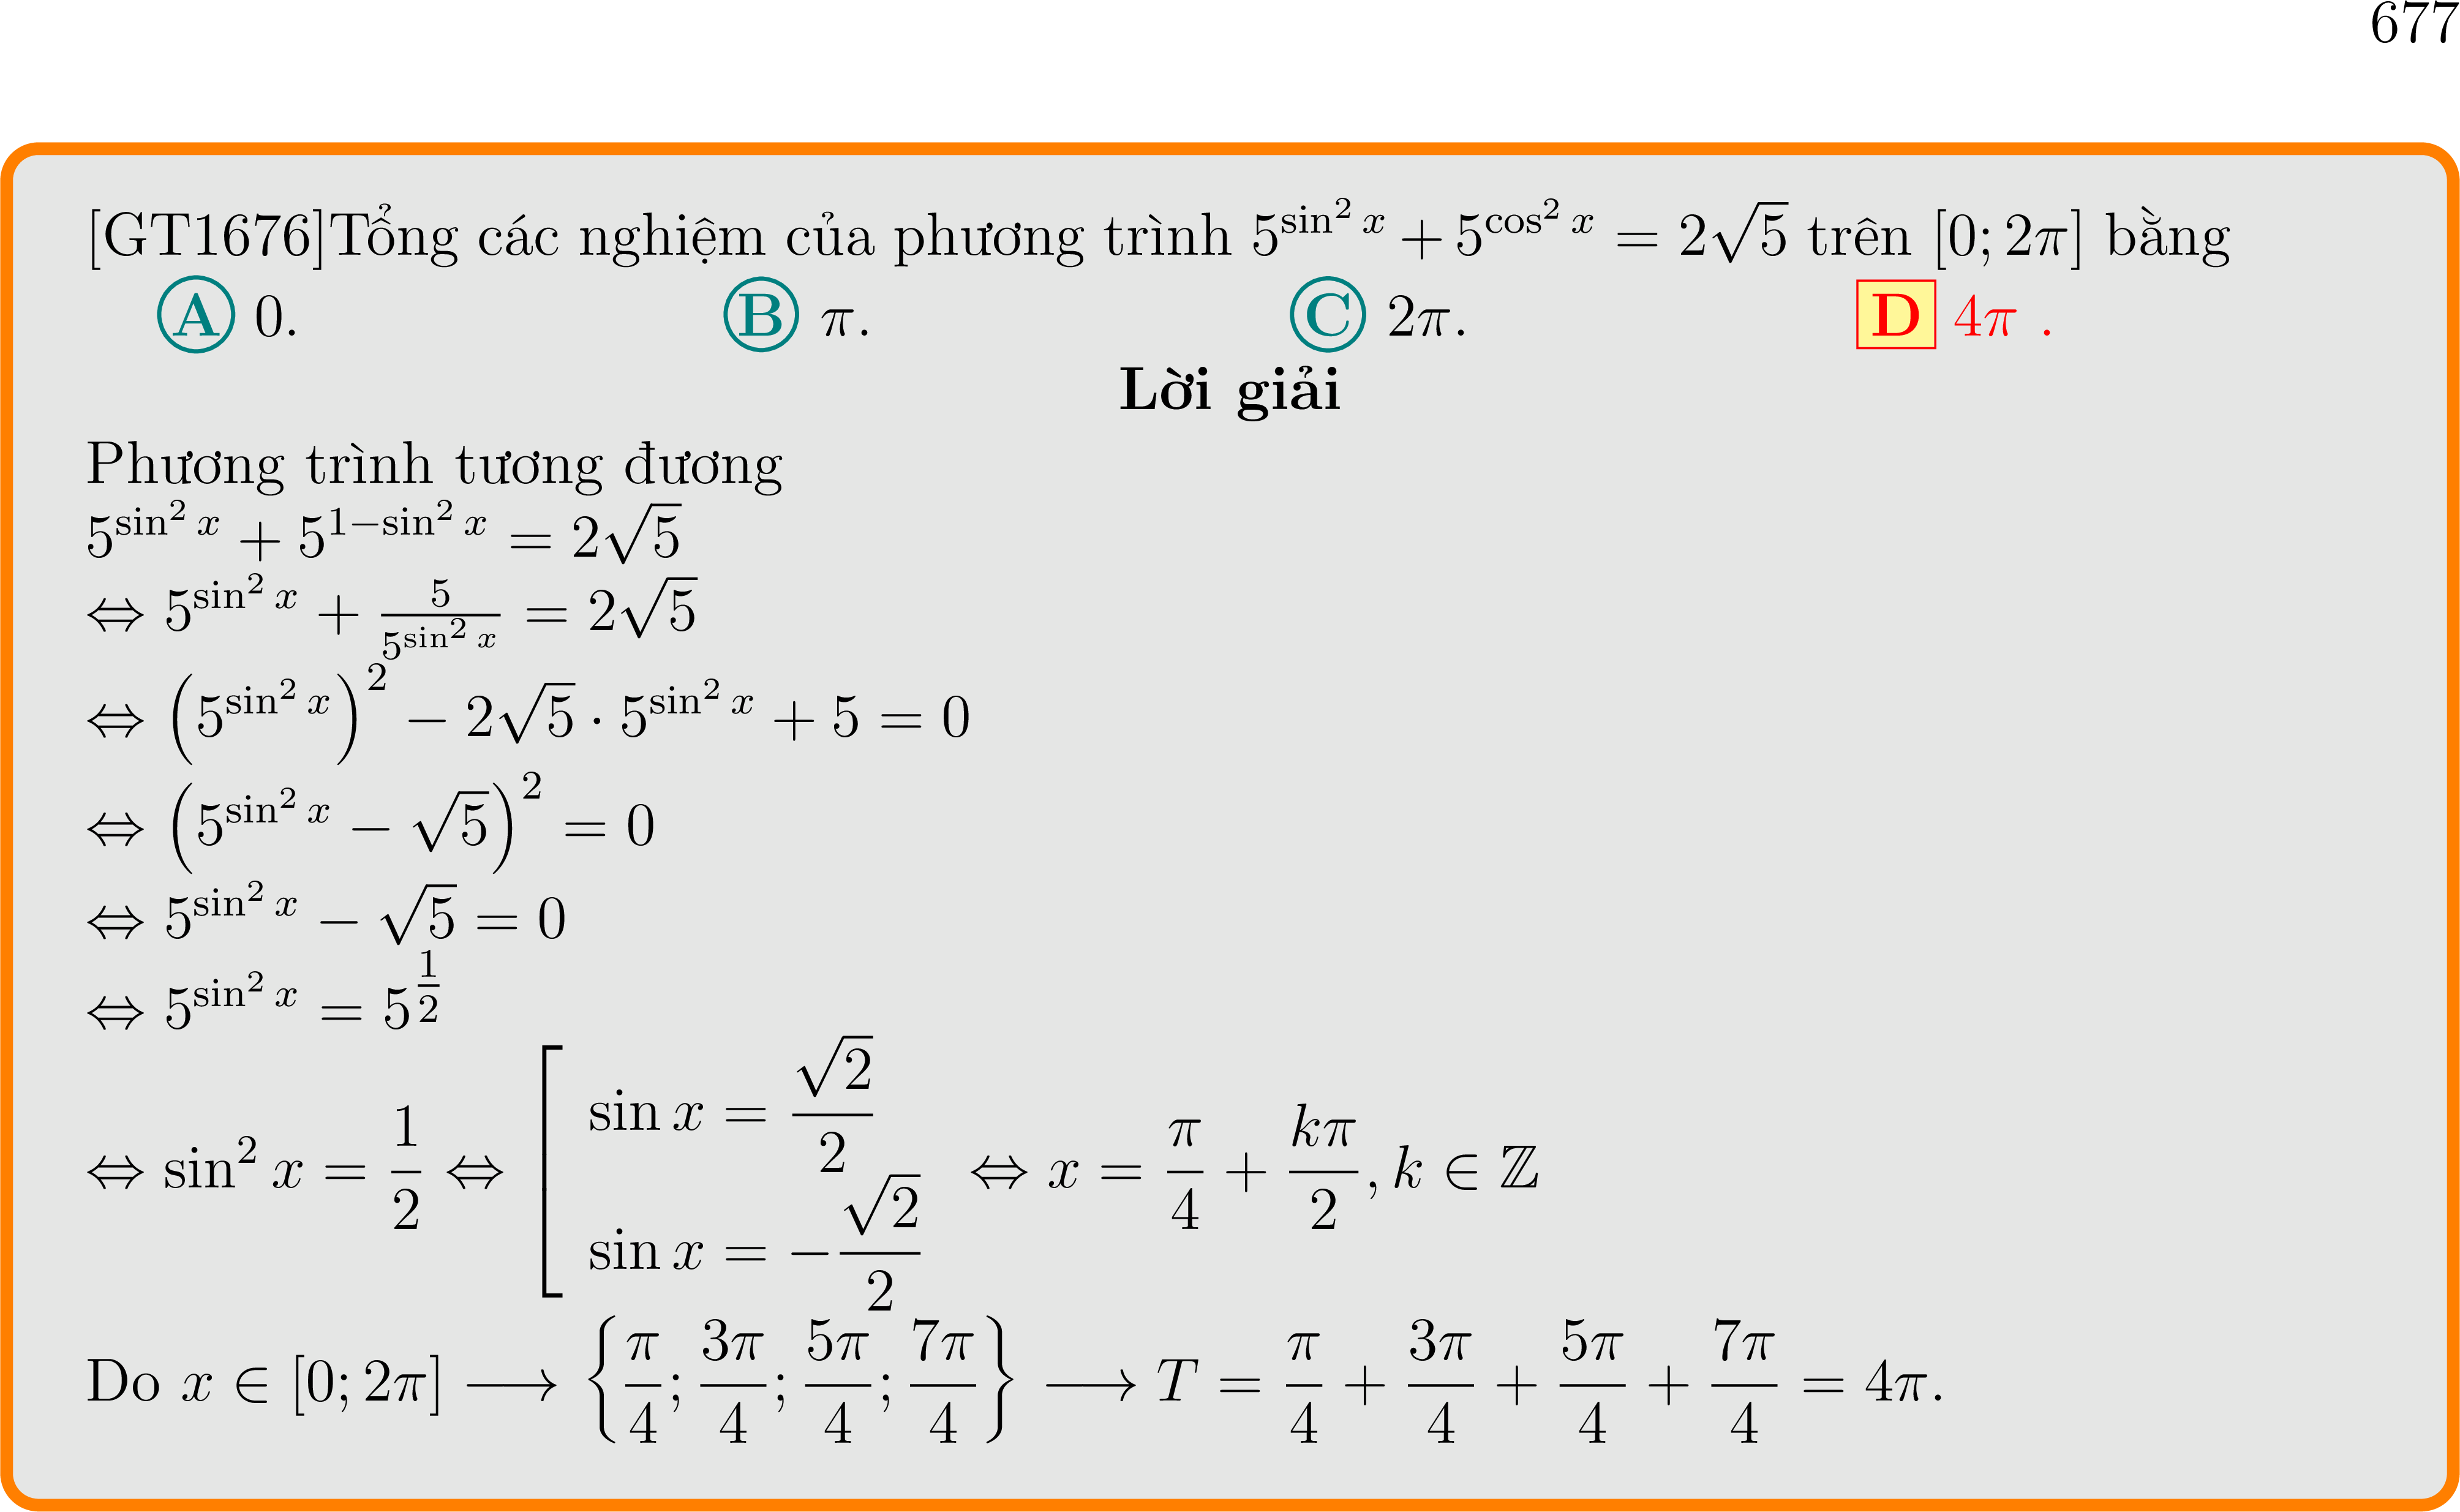 677
[GT1676]Tổng các nghiệm của phương trình $5^{\sin^2 x} + 5^{\cos^2 x} = 2\sqrt{5}$ trên $[0; 2\pi]$ bằng
A 0. B $\pi$. C $2\pi$. D $4\pi$ .
Lời giải
Phương trình tương đương
$5^{\sin^2 x} + 5^{1-\sin^2 x} = 2\sqrt{5}$
$\Leftrightarrow 5^{\sin^2 x} + \frac{5}{5^{\sin^2 x}} = 2\sqrt{5}$
$\Leftrightarrow \left(5^{\sin^2 x}\right)^2 - 2\sqrt{5} \cdot 5^{\sin^2 x} + 5 = 0$
$\Leftrightarrow \left(5^{\sin^2 x} - \sqrt{5}\right)^2 = 0$
$\Leftrightarrow 5^{\sin^2 x} - \sqrt{5} = 0$
$\Leftrightarrow 5^{\sin^2 x} = 5^{\frac{1}{2}}$
$\Leftrightarrow \sin^2 x = \frac{1}{2} \Leftrightarrow \left[\begin{array}{l} \sin x = \frac{\sqrt{2}}{2} \\ \sin x = -\frac{\sqrt{2}}{2} \end{array}\right. \Leftrightarrow x = \frac{\pi}{4} + \frac{k\pi}{2}, k \in \mathbb{Z}$
Do $x \in [0; 2\pi] \longrightarrow \left\{\frac{\pi}{4}; \frac{3\pi}{4}; \frac{5\pi}{4}; \frac{7\pi}{4}\right\} \longrightarrow T = \frac{\pi}{4} + \frac{3\pi}{4} + \frac{5\pi}{4} + \frac{7\pi}{4} = 4\pi.$